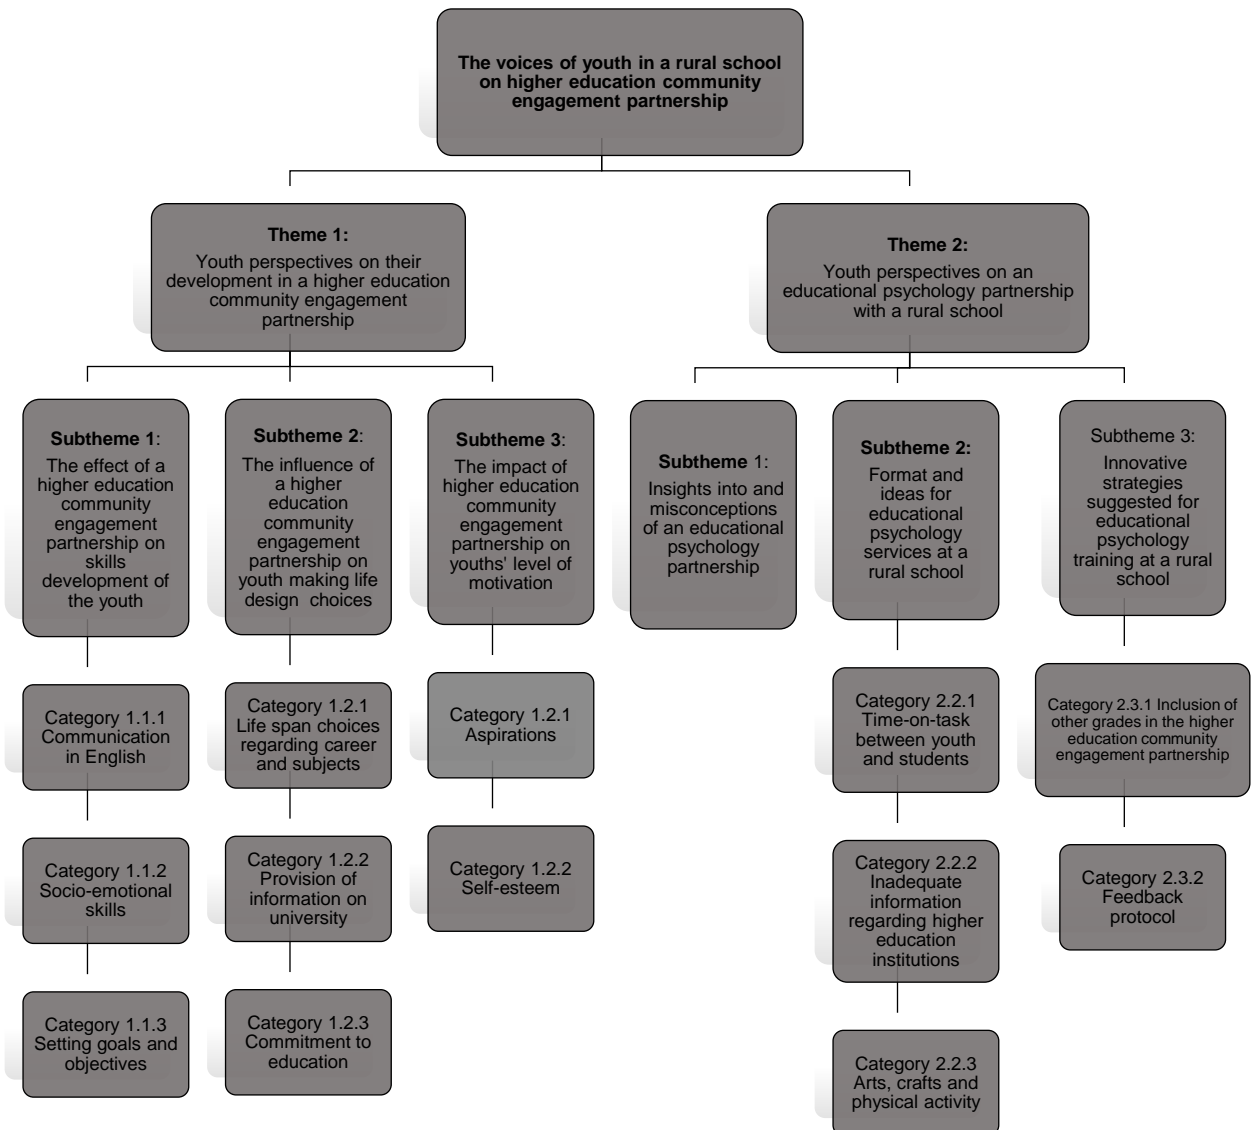 The voices of youth in a rural school
on higher education community
engagement partnership
Theme 1:
Youth perspectives on their
development in a higher education
community engagement
partnership
Theme 2:
Youth perspectives on an
educational psychology partnership
with a rural school
Subtheme 1:
The effect of a
higher education
community
engagement
partnership on
skills
development of
the youth
Subtheme 2:
The influence of
a higher
education
community
engagement
partnership on
youth making life
design choices
Subtheme 3:
The impact of
higher education
community
engagement
partnership on
youths' level of
motivation
Subtheme 1:
Insights into and
misconceptions
of an educational
psychology
partnership
Subtheme 2:
Format and
ideas for
educational
psychology
services at a
rural school
Subtheme 3:
Innovative
strategies
suggested for
educational
psychology
training at a rural
school
Category 1.1.1
Communication
in English
Category 1.1.2
Socio-emotional
skills
Category 1.1.3
Setting goals and
objectives
Category 1.2.1
Life span choices
regarding career
and subjects
Category 1.2.2
Provision of
information on
university
Category 1.2.3
Commitment to
education
Category 1.2.1
Aspirations
Category 1.2.2
Self-esteem
Category 2.2.1
Time-on-task
between youth
and students
Category 2.2.2
Inadequate
information
regarding higher
education
institutions
Category 2.2.3
Arts, crafts and
physical activity
Category 2.3.1 Inclusion of
other grades in the higher
education community
engagement partnership
Category 2.3.2
Feedback
protocol